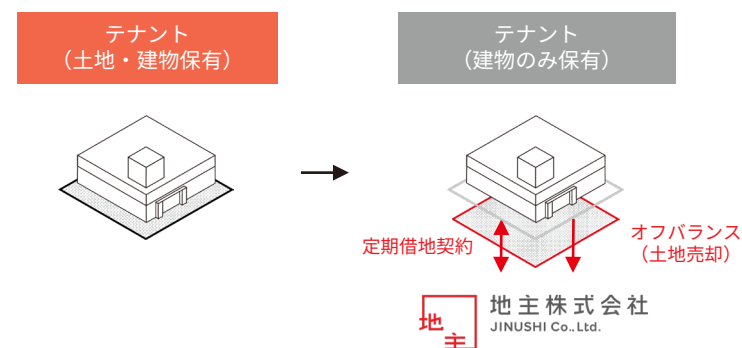 テナント
（土地・建物保有）
テナント
（建物のみ保有）
定期借地契約
オフバランス
（土地売却）
地主
地主株式会社
JINUSHI Co.,Ltd.